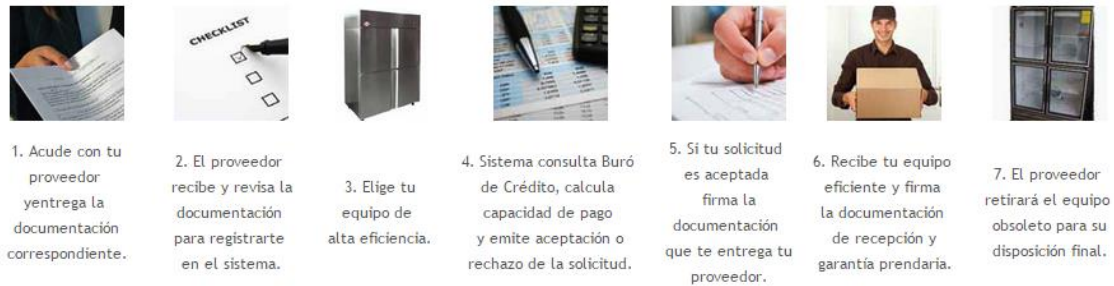 CHECKLIST
1. Acude con tu
proveedor
yentrega la
documentación
correspondiente.
2. El proveedor
recibe y revisa la
documentación
para registrarte
en el sistema.
3. Elige tu
equipo de
alta eficiencia.
4. Sistema consulta Buró
de Crédito, calcula
capacidad de pago
y emite aceptación o
rechazo de la solicitud.
5. Si tu solicitud
es aceptada
firma la
documentación
que te entrega tu
proveedor.
6. Recibe tu equipo
eficiente y firma
la documentación
de recepción y
garantía prendaria.
7. El proveedor
retirará el equipo
obsoleto para su
disposición final.